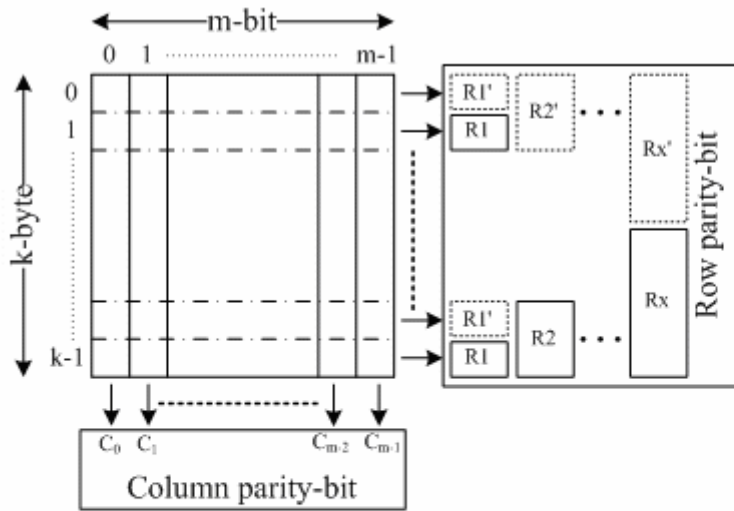 m-bit
0 1 m-1
0
1
k-byte
k-1
R1' R2' Rx'
R1
R1' R2 Rx
R1
Row parity-bit
C0 C1 Cm-2 Cm-1
Column parity-bit